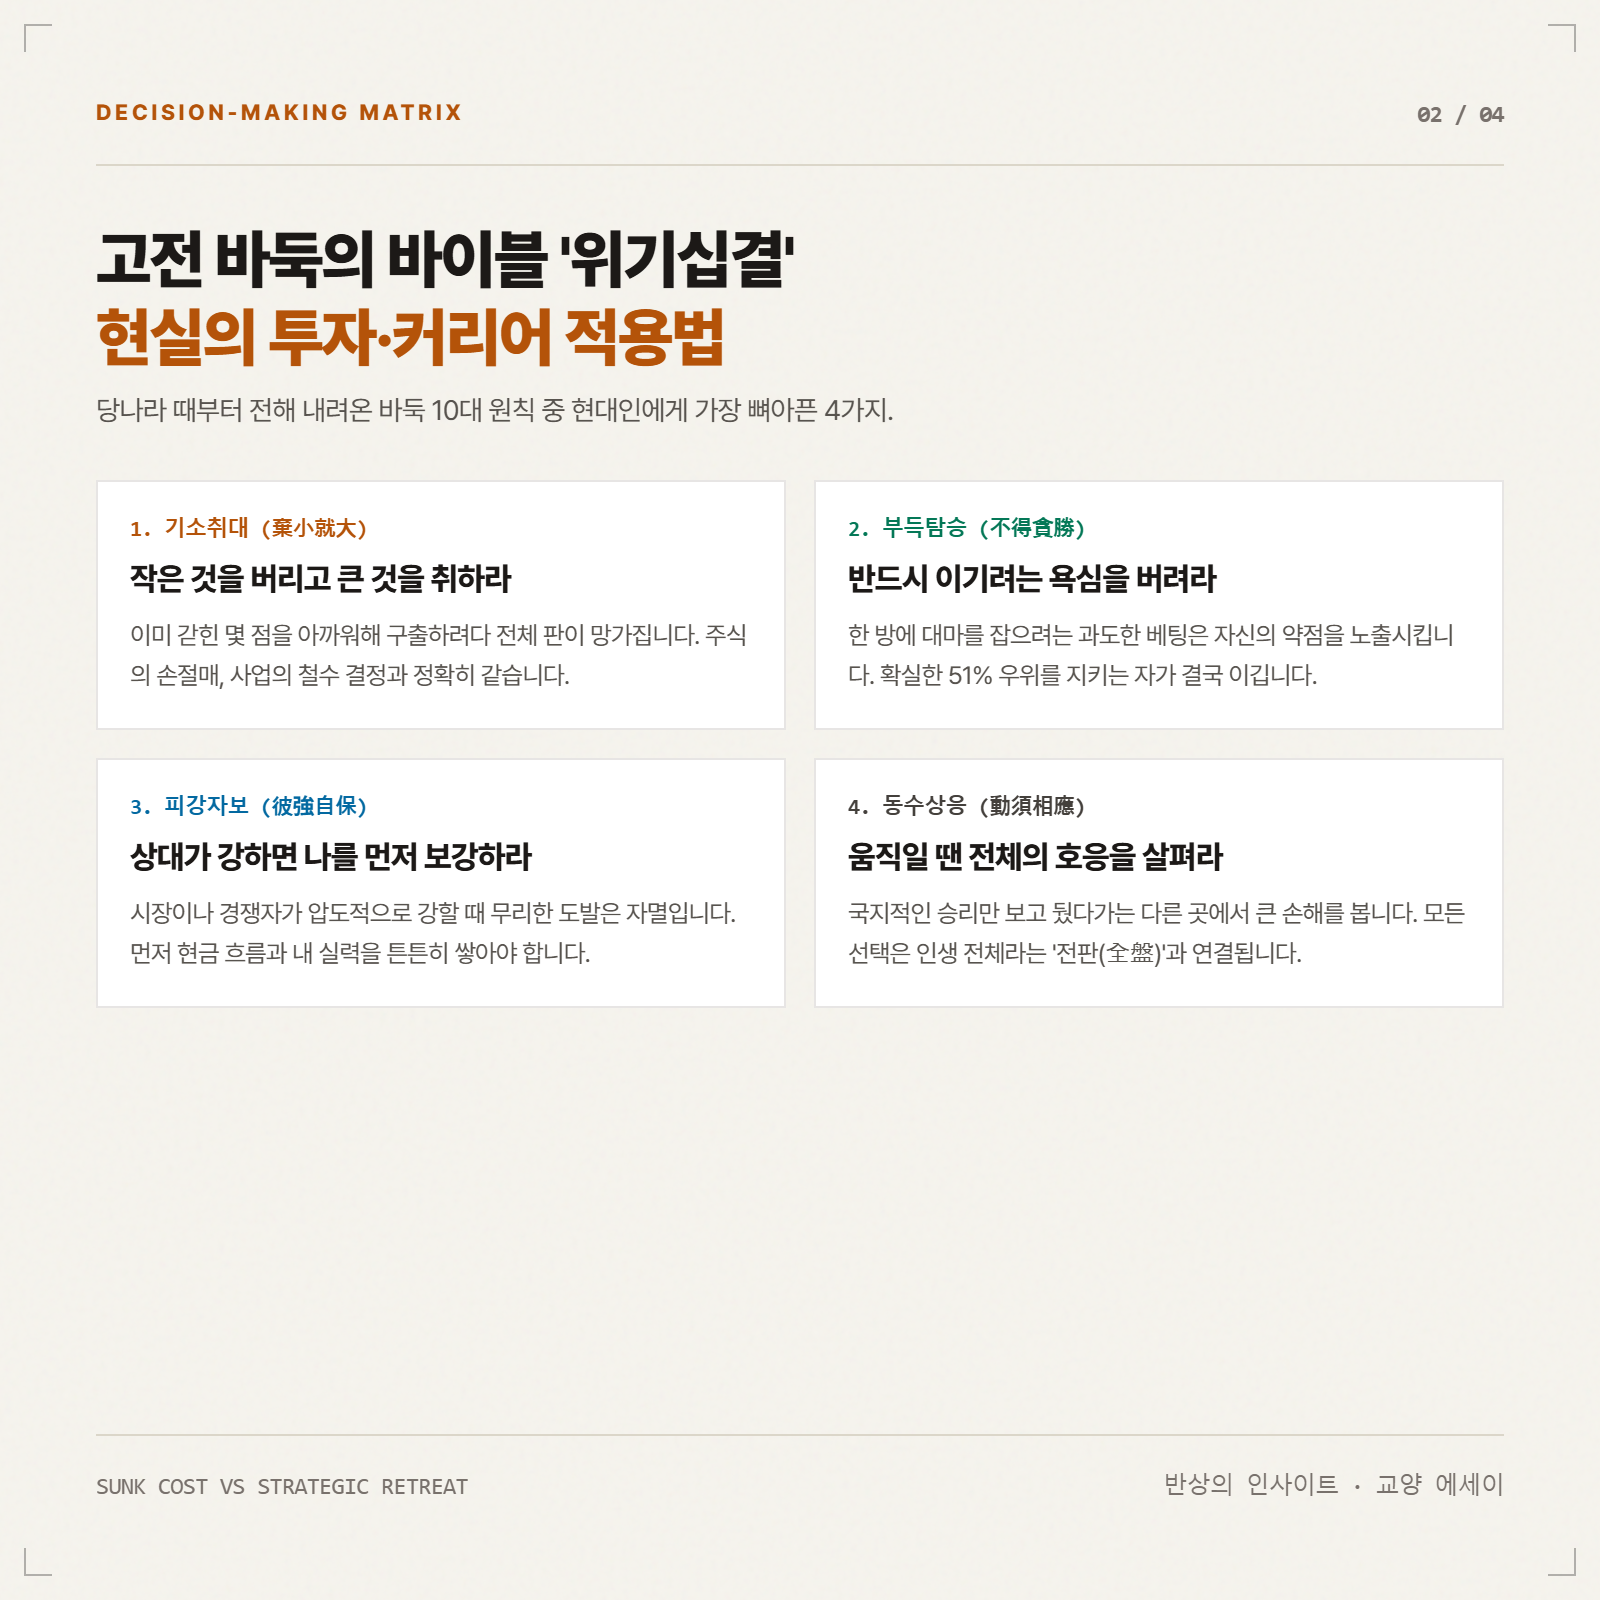 DECISION-MAKING MATRIX
02 / 04
고전 바둑의 바이블 '위기십결'
현실의 투자·커리어 적용법
당나라 때부터 전해 내려온 바둑 10대 원칙 중 현대인에게 가장 뼈아픈 4가지.
1. 기소취대 (棄小就大)
작은 것을 버리고 큰 것을 취하라
이미 갇힌 몇 점을 아까워해 구출하려다 전체 판이 망가집니다. 주식
의 손절매, 사업의 철수 결정과 정확히 같습니다.
2. 부득탐승 (不得貪勝)
반드시 이기려는 욕심을 버려라
한 방에 대마를 잡으려는 과도한 베팅은 자신의 약점을 노출시킵니
다. 확실한 51% 우위를 지키는 자가 결국 이깁니다.
3. 피강자보 (彼強自保)
상대가 강하면 나를 먼저 보강하라
시장이나 경쟁자가 압도적으로 강할 때 무리한 도발은 자멸입니다.
먼저 현금 흐름과 내 실력을 튼튼히 쌓아야 합니다.
4. 동수상응 (動須相應)
움직일 땐 전체의 호응을 살펴라
국지적인 승리만 보고 뒀다가는 다른 곳에서 큰 손해를 봅니다. 모든
선택은 인생 전체라는 '전판(全盤)'과 연결됩니다.
SUNK COST VS STRATEGIC RETREAT
반상의 인사이트 · 교양 에세이